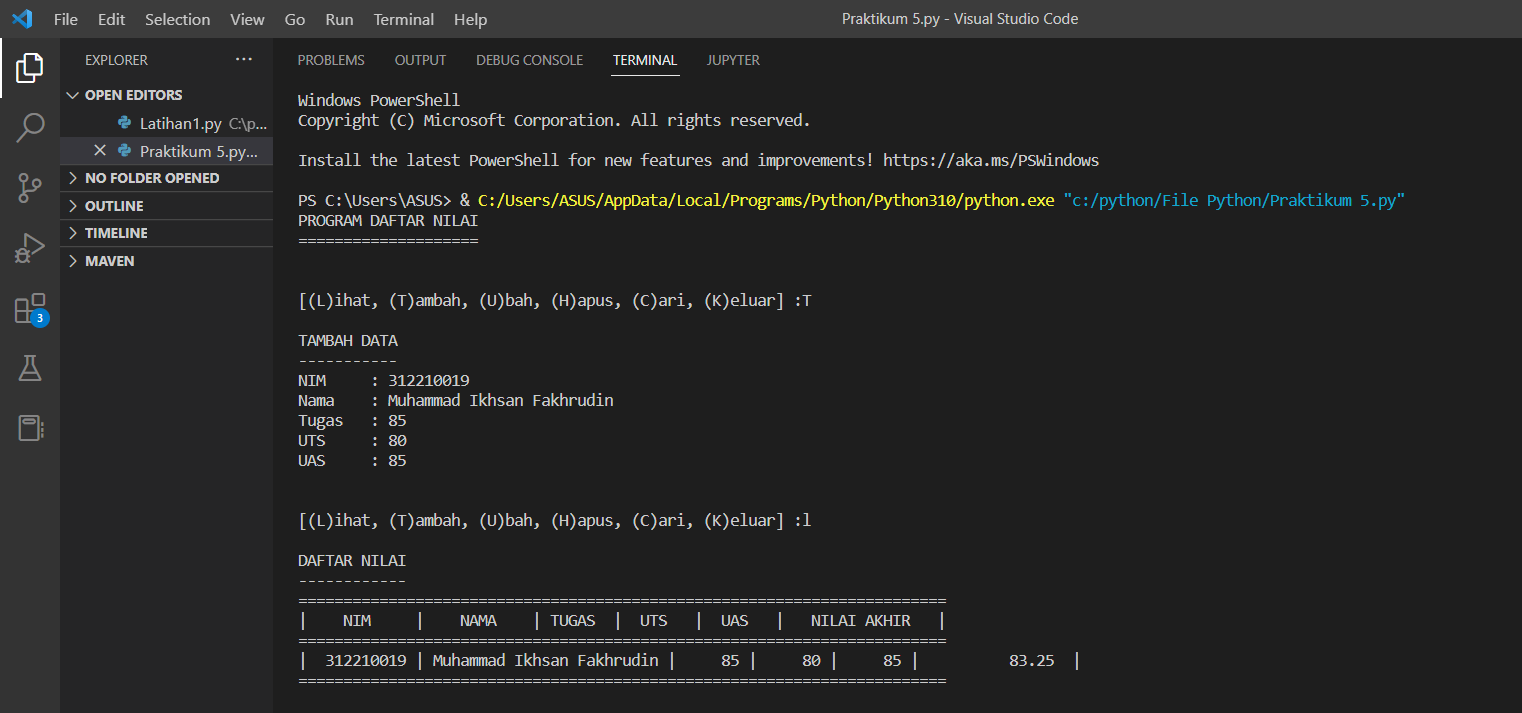 File Edit Selection View Go Run Terminal Help
Praktikum 5.py - Visual Studio Code
EXPLORER ...
OPEN EDITORS
Latihan1.py C:\p...
Praktikum 5.py...
NO FOLDER OPENED
OUTLINE
TIMELINE
MAVEN
3
PROBLEMS OUTPUT DEBUG CONSOLE TERMINAL JUPYTER
Windows PowerShell
Copyright (C) Microsoft Corporation. All rights reserved.
Install the latest PowerShell for new features and improvements! https://aka.ms/PSWindows
PS C:\Users\ASUS> & C:/Users/ASUS/AppData/Local/Programs/Python/Python310/python.exe "c:/python/File Python/Praktikum 5.py"
PROGRAM DAFTAR NILAI
====================
[(L)ihat, (T)ambah, (U)bah, (H)apus, (C)ari, (K)eluar] :T
TAMBAH DATA
-----------
NIM     : 312210019
Nama    : Muhammad Ikhsan Fakhrudin
Tugas   : 85
UTS     : 80
UAS     : 85
[(L)ihat, (T)ambah, (U)bah, (H)apus, (C)ari, (K)eluar] :l
DAFTAR NILAI
------------
========================================================================
|    NIM     |    NAMA    | TUGAS  |  UTS   |  UAS   |   NILAI AKHIR   |
========================================================================
|  312210019 | Muhammad Ikhsan Fakhrudin |     85 |     80 |     85 |          83.25  |
========================================================================